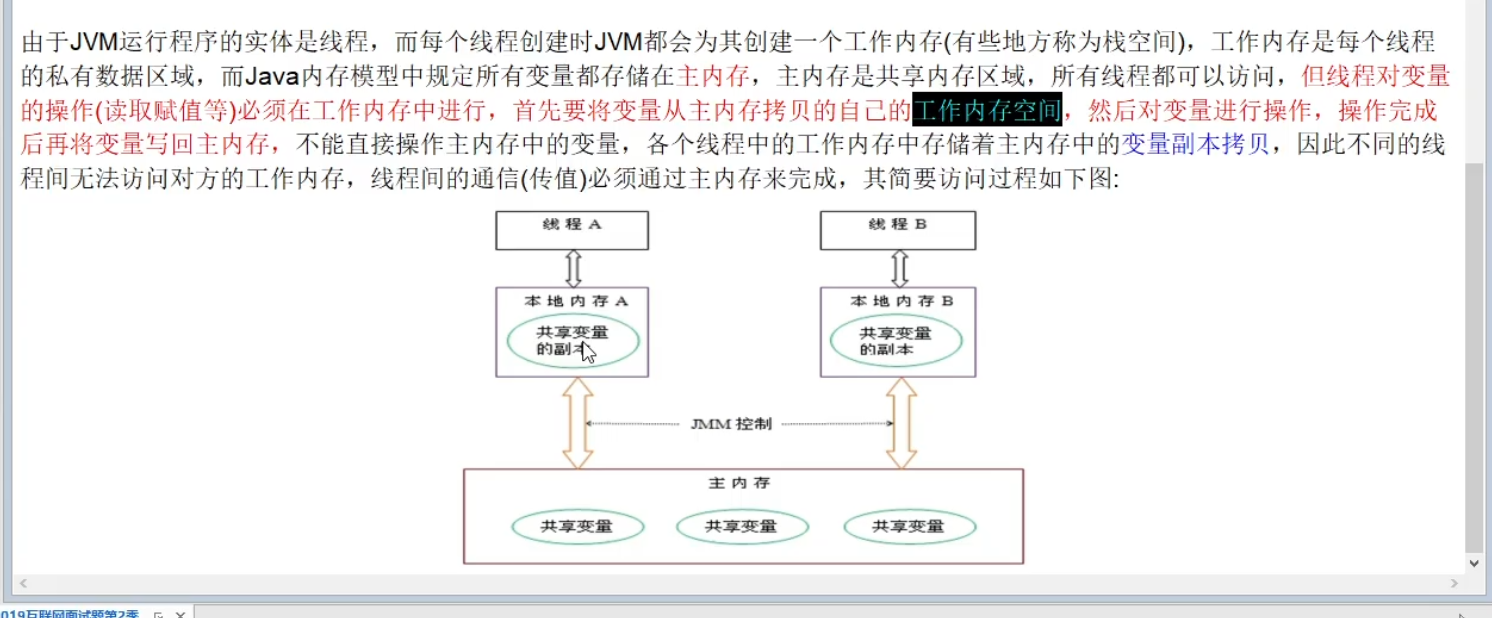 由于JVM运行程序的实体是线程，而每个线程创建时JVM都会为其创建一个工作内存(有些地方称为栈空间)，工作内存是每个线程
的私有数据区域，而Java内存模型中规定所有变量都存储在主内存，主内存是共享内存区域，所有线程都可以访问，但线程对变量
的操作(读取赋值等)必须在工作内存中进行，首先要将变量从主内存拷贝的自己的工作内存空间，然后对变量进行操作，操作完成
后再将变量写回主内存，不能直接操作主内存中的变量，各个线程中的工作内存中存储着主内存中的变量副本拷贝，因此不同的线
程间无法访问对方的工作内存，线程间的通信(传值)必须通过主内存来完成，其简要访问过程如下图:
线程 A
线程 B
本地内存 A
本地内存 B
共享变量
的副本
共享变量
的副本
JMM 控制
主内存
共享变量
共享变量
共享变量
019互联网面试题第2季